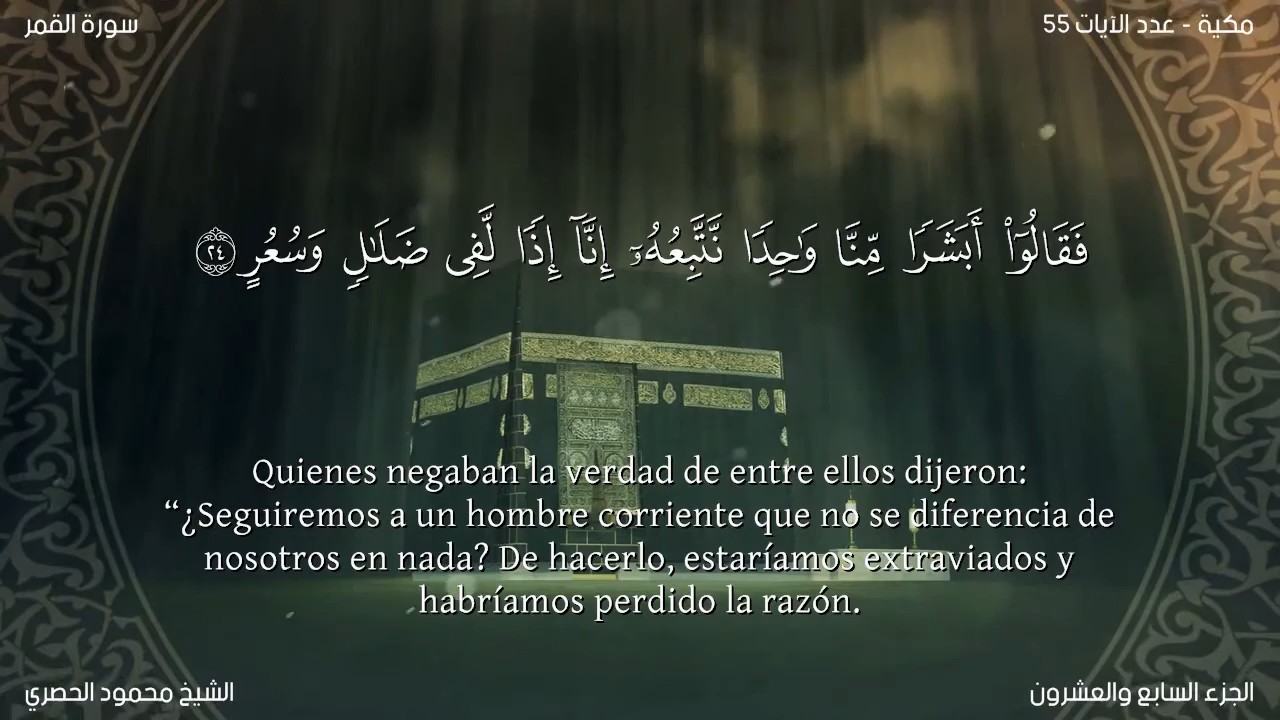 سورة القمر
مكية - عدد الآيات 55
فَقَالُوٓا۟ أَبَشَرًا مِّنَّا وَٰحِدًا نَّتَّبِعُهُۥٓ إِنَّآ إِذًا لَّفِى ضَلَٰلٍ وَسُعُرٍ ٢٤
Quienes negaban la verdad de entre ellos dijeron:
“¿Seguiremos a un hombre corriente que no se diferencia de
nosotros en nada? De hacerlo, estaríamos extraviados y
habríamos perdido la razón.
الشيخ محمود الحصري
الجزء السابع والعشرون